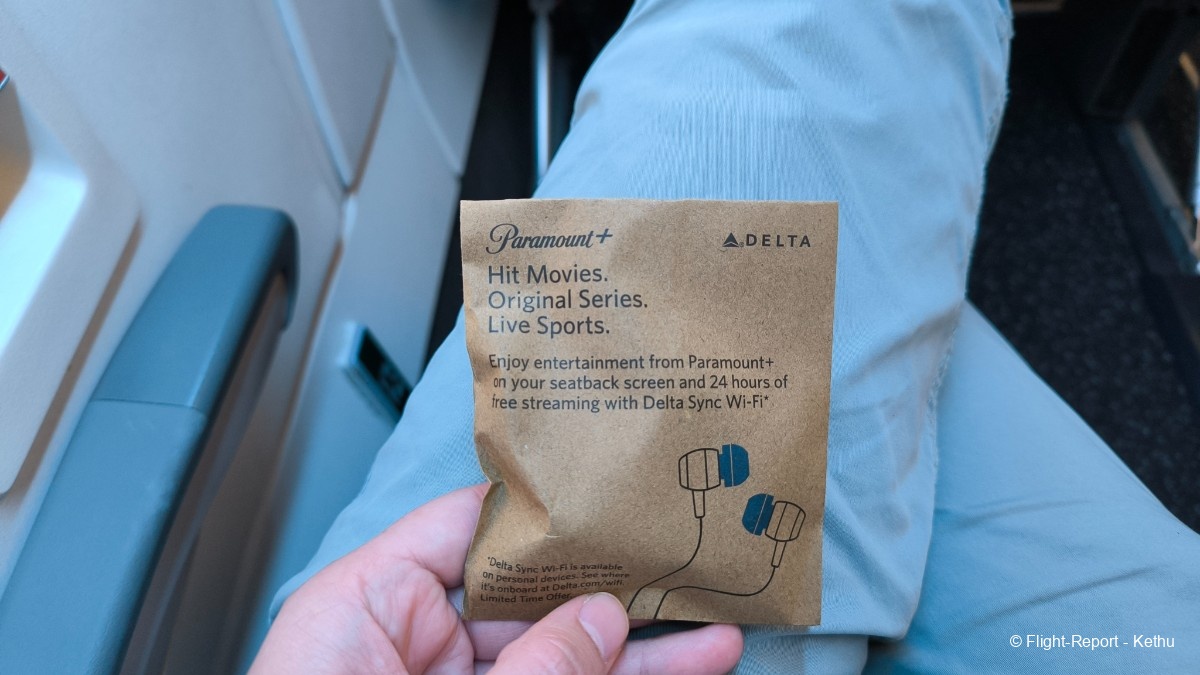 Paramount+
DELTA
Hit Movies.
Original Series.
Live Sports.
Enjoy entertainment from Paramount+
on your seatback screen and 24 hours of
free streaming with Delta Sync Wi-Fi*
*Delta Sync Wi-Fi is available
on personal devices. See where
it's onboard at Delta.com/wifi.
Limited Time Offer.
© Flight-Report - Kethu